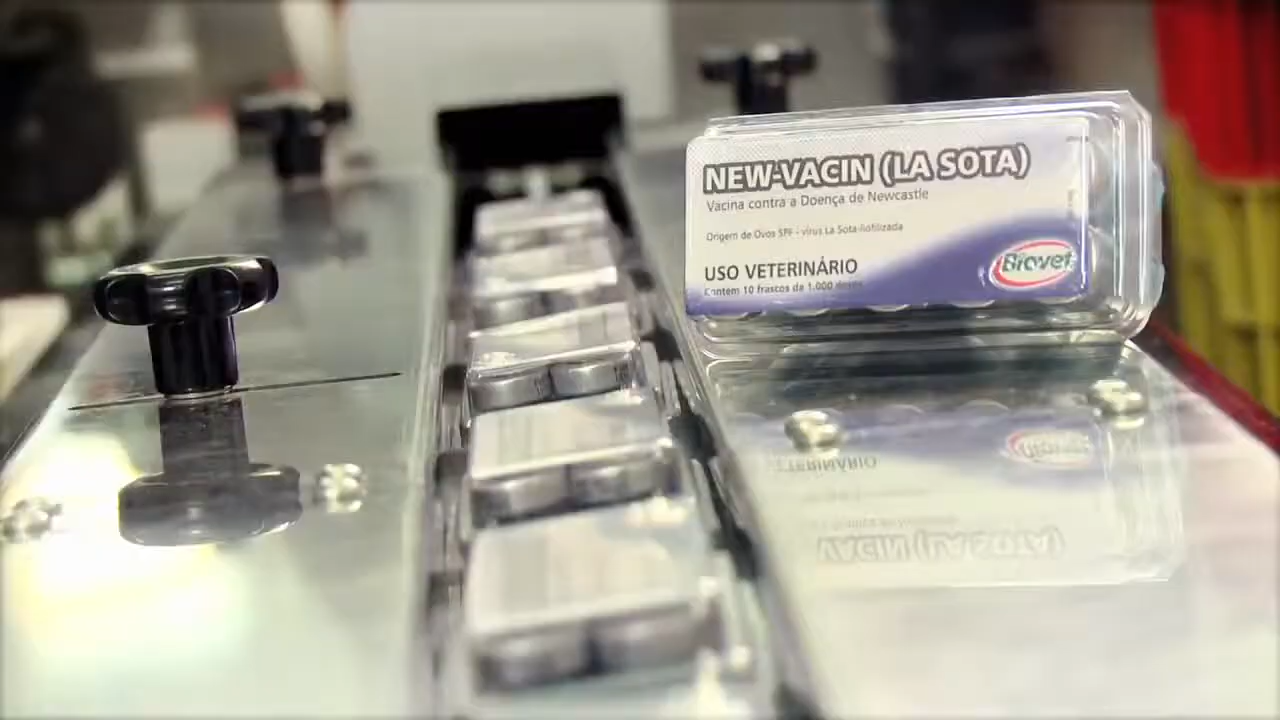 NEW-VACIN (LA SOTA)
Vacina contra a Doença de Newcastle
Origem de Ovos SPF - vírus La Sota-liofilizada
USO VETERINÁRIO
Contém 10 frascos da 1.000 doses
Biovet